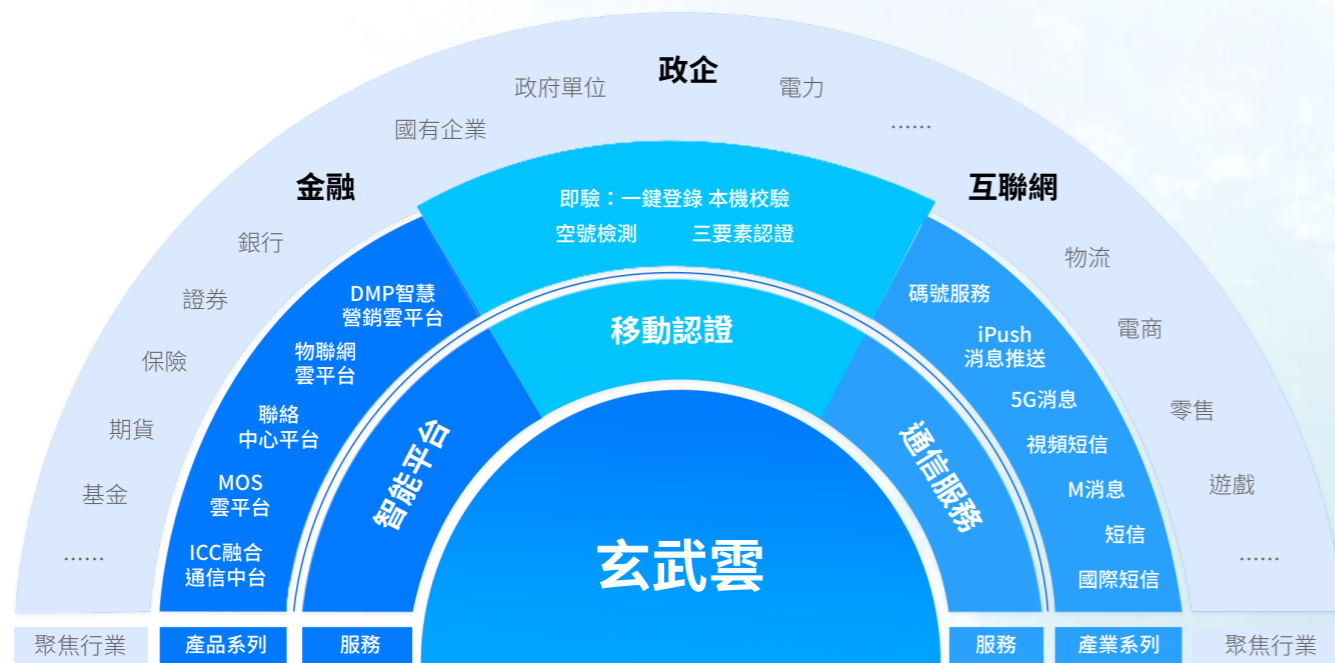 政企
政府單位
電力
國有企業
......
金融
互聯網
即驗：一鍵登錄 本機校驗
空號檢測 三要素認證
銀行
證券
保險
期貨
基金
......
DMP智慧
營銷雲平台
物聯網
雲平台
聯絡
中心平台
MOS
雲平台
ICC融合
通信中台
智能平台
移動認證
通信服務
玄武雲
碼號服務
iPush
消息推送
5G消息
視頻短信
M消息
短信
國際短信
物流
電商
零售
遊戲
......
聚焦行業
產品系列
服務
服務
產業系列
聚焦行業